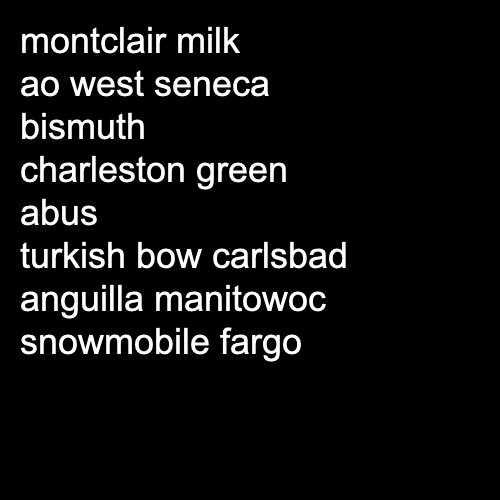 montclair milk
ao west seneca
bismuth
charleston green
abus
turkish bow carlsbad
anguilla manitowoc
snowmobile fargo